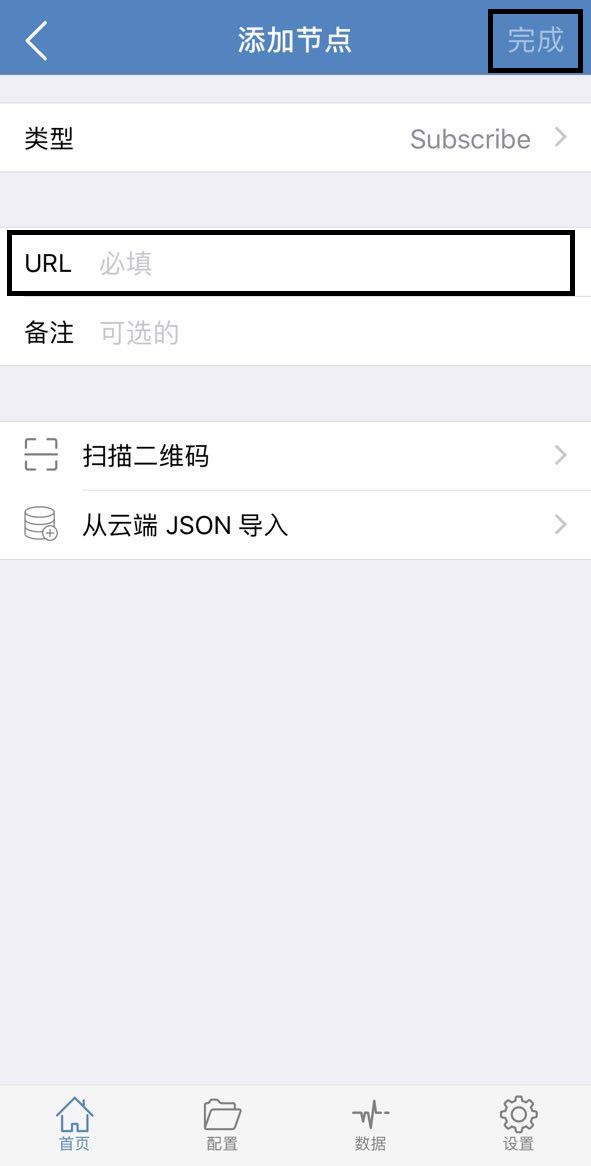 添加节点
完成
类型 Subscribe
URL 必填
备注 可选的
扫描二维码
从云端 JSON 导入
首页 配置 数据 设置